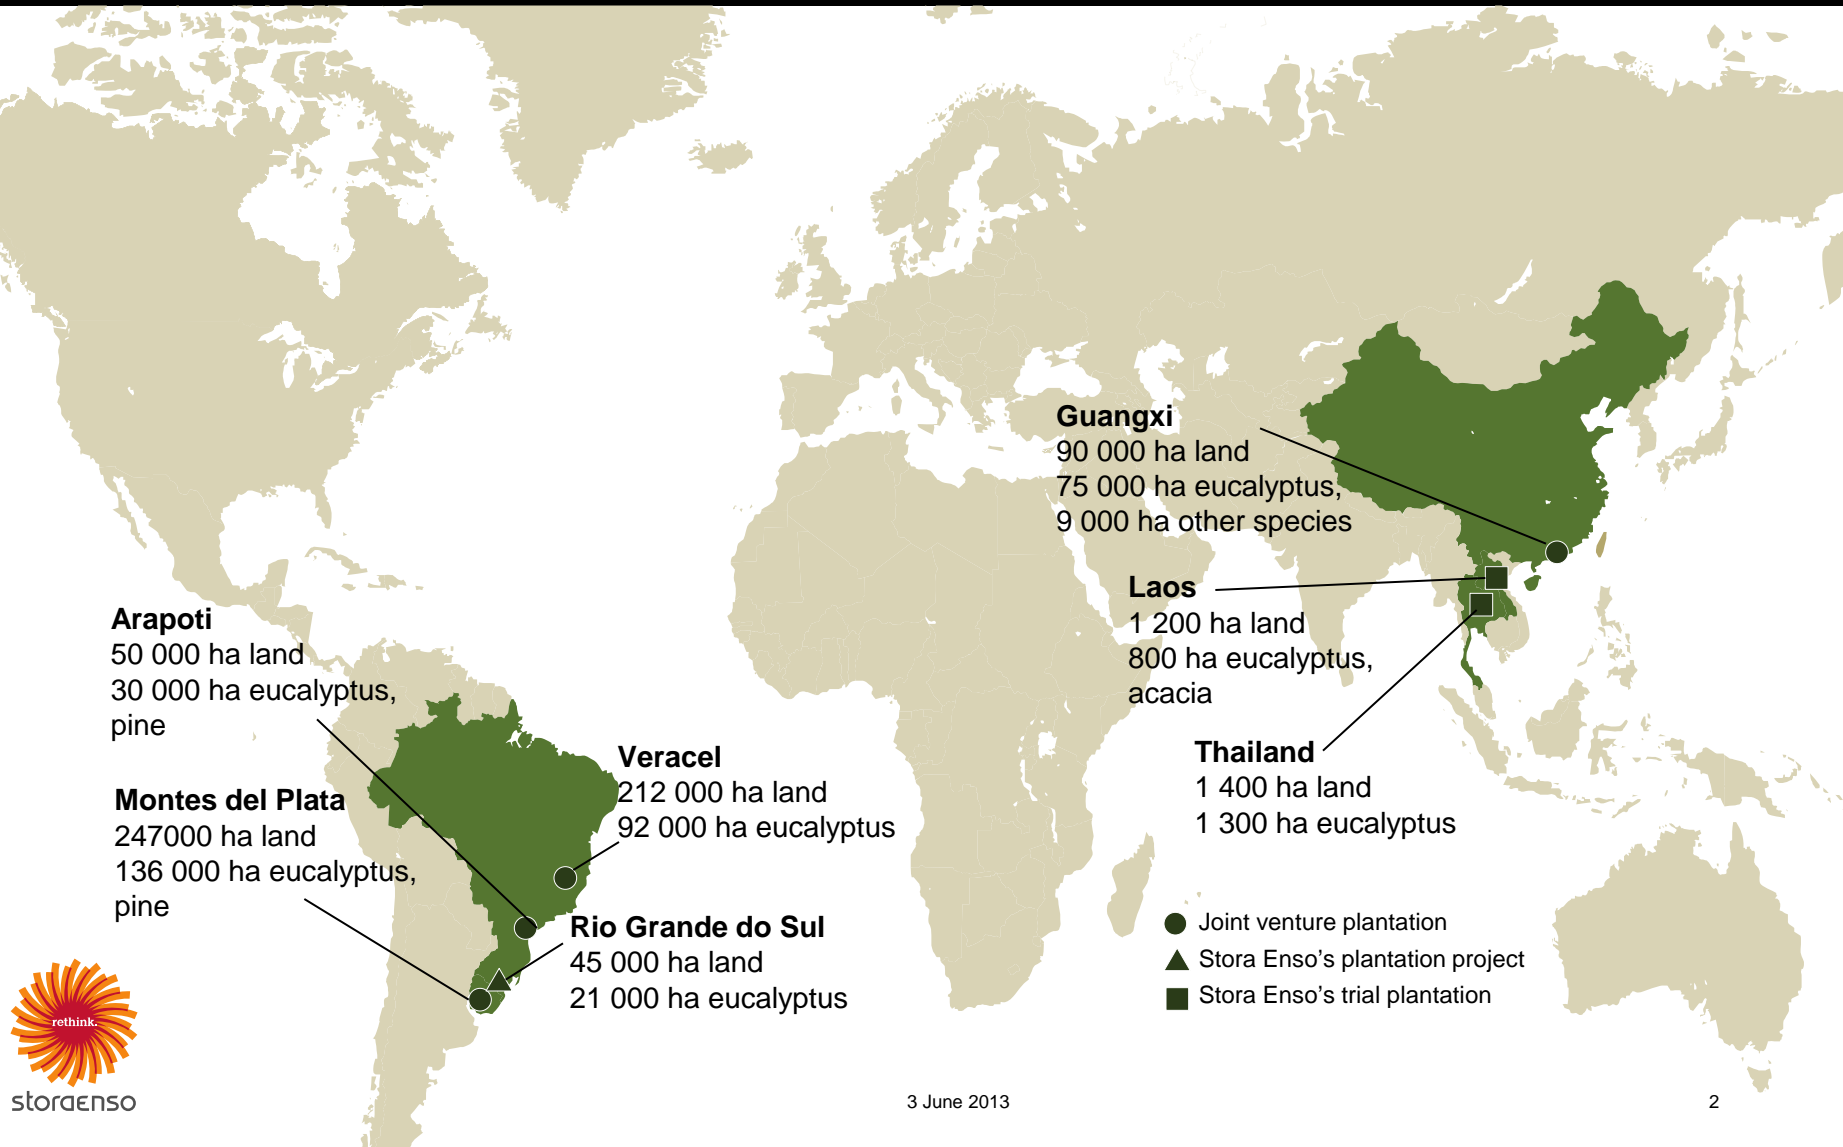 Guangxi
90 000 ha land
75 000 ha eucalyptus,
9 000 ha other species
Laos
1 200 ha land
800 ha eucalyptus,
acacia
Arapoti
50 000 ha land
30 000 ha eucalyptus,
pine
Thailand
1 400 ha land
1 300 ha eucalyptus
Veracel
212 000 ha land
92 000 ha eucalyptus
Montes del Plata
247000 ha land
136 000 ha eucalyptus,
pine
Rio Grande do Sul
45 000 ha land
21 000 ha eucalyptus
Joint venture plantation
Stora Enso's plantation project
Stora Enso's trial plantation
rethink.
storaenso
3 June 2013
2